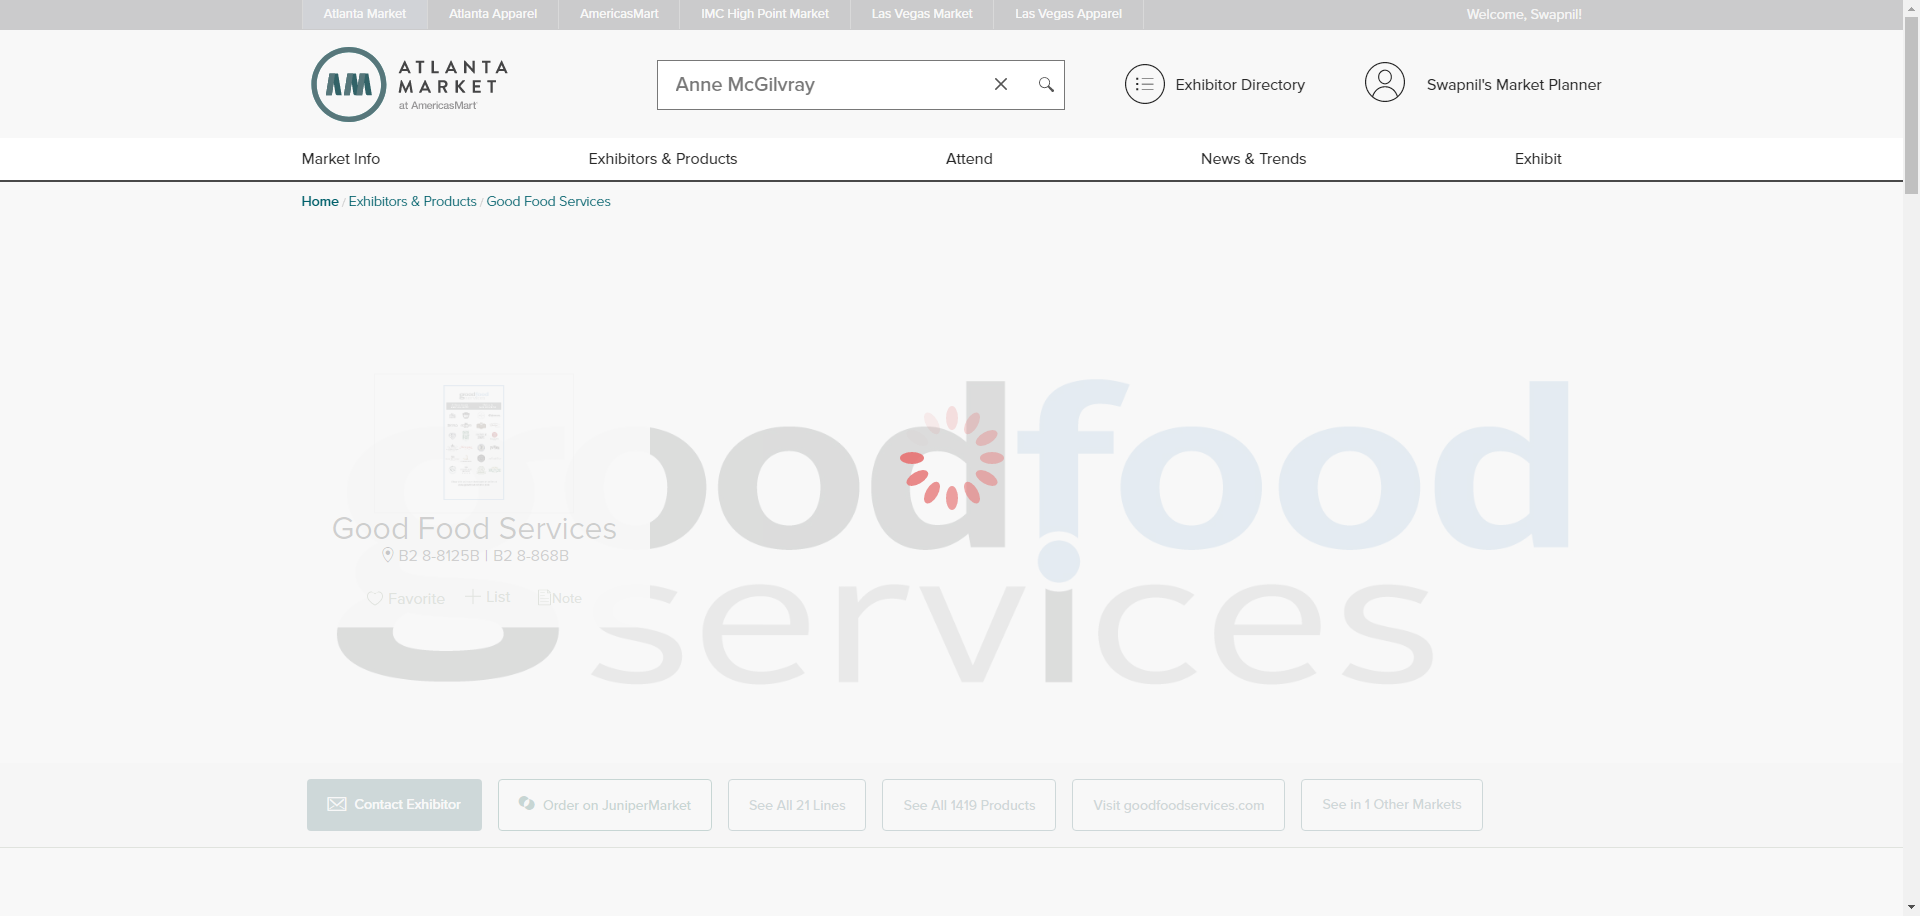 Atlanta Market Atlanta Apparel AmericasMart IMC High Point Market Las Vegas Market Las Vegas Apparel Welcome, Swapnil!
ATLANTA
MARKET
at AmericasMart
Anne McGilvray
Exhibitor Directory
Swapnil's Market Planner
Market Info Exhibitors & Products Attend News & Trends Exhibit
Home / Exhibitors & Products / Good Food Services
goodfood
services
Good Food Services
B2 8-8125B | B2 8-868B
Favorite List Note
Contact Exhibitor Order on JuniperMarket See All 21 Lines See All 1419 Products Visit goodfoodservices.com See in 1 Other Markets